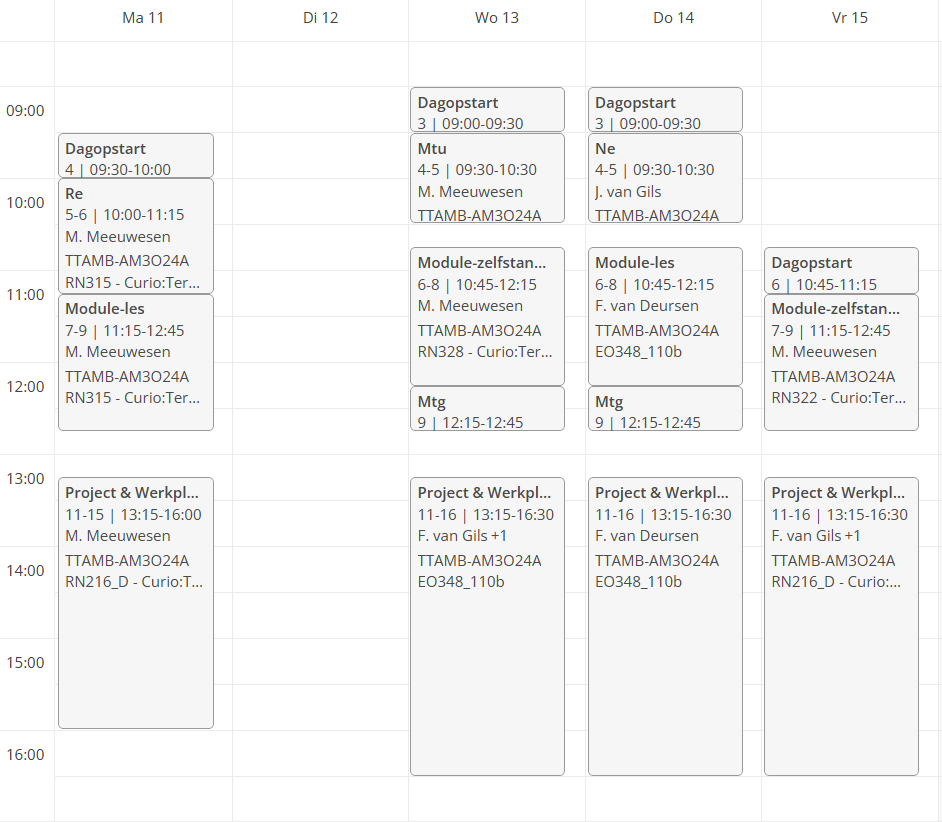 Ma 11
Di 12
Wo 13
Do 14
Vr 15
09:00
10:00
11:00
12:00
13:00
14:00
15:00
16:00
Dagopstart
4 | 09:30-10:00
Re
5-6 | 10:00-11:15
M. Meeuwesen
TTAMB-AM3O24A
RN315 - Curio:Ter...
Module-les
7-9 | 11:15-12:45
M. Meeuwesen
TTAMB-AM3O24A
RN315 - Curio:Ter...
Project & Werkpl...
11-15 | 13:15-16:00
M. Meeuwesen
TTAMB-AM3O24A
RN216_D - Curio:T...
Dagopstart
3 | 09:00-09:30
Mtu
4-5 | 09:30-10:30
M. Meeuwesen
TTAMB-AM3O24A
Module-zelfstan...
6-8 | 10:45-12:15
M. Meeuwesen
TTAMB-AM3O24A
RN328 - Curio:Ter...
Mtg
9 | 12:15-12:45
Project & Werkpl...
11-16 | 13:15-16:30
F. van Gils +1
TTAMB-AM3O24A
EO348_110b
Dagopstart
3 | 09:00-09:30
Ne
4-5 | 09:30-10:30
J. van Gils
TTAMB-AM3O24A
Module-les
6-8 | 10:45-12:15
F. van Deursen
TTAMB-AM3O24A
EO348_110b
Mtg
9 | 12:15-12:45
Project & Werkpl...
11-16 | 13:15-16:30
F. van Deursen
TTAMB-AM3O24A
EO348_110b
Dagopstart
6 | 10:45-11:15
Module-zelfstan...
7-9 | 11:15-12:45
M. Meeuwesen
TTAMB-AM3O24A
RN322 - Curio:Ter...
Project & Werkpl...
11-16 | 13:15-16:30
F. van Gils +1
TTAMB-AM3O24A
RN216_D - Curio:...